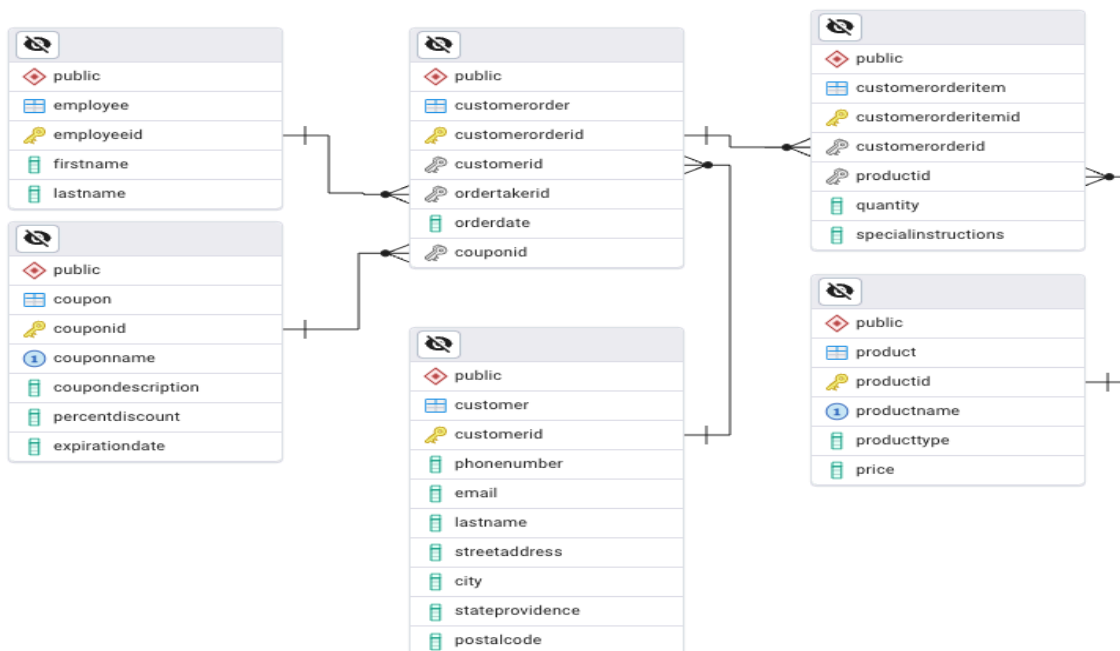 public
employee
employeeid
firstname
lastname
public
coupon
couponid
1 couponname
coupondescription
percentdiscount
expirationdate
public
customerorder
customerorderid
customerid
ordertakerid
orderdate
couponid
public
customer
customerid
phonenumber
email
lastname
streetaddress
city
stateprovidence
postalcode
public
customerorderitem
customerorderitemid
customerorderid
productid
quantity
specialinstructions
public
product
productid
1 productname
producttype
price